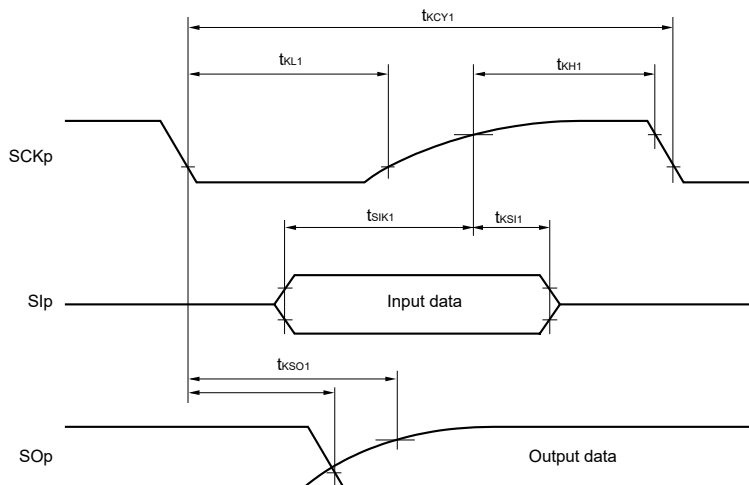 tKCY1
tKL1
tKH1
SCKp
tSIK1
tKSI1
SIp
Input data
tKSO1
SOp
Output data